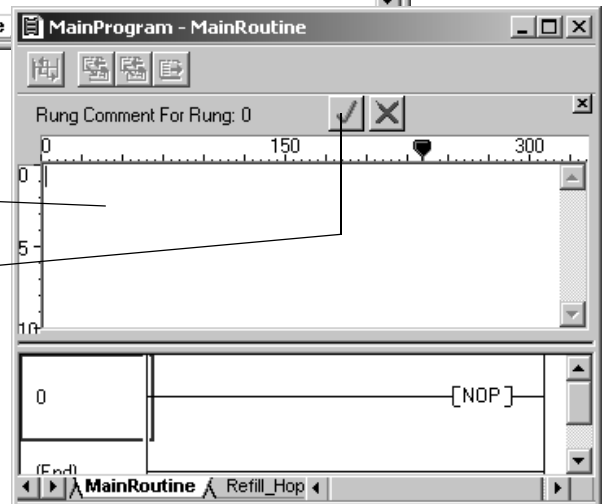 e
MainProgram - MainRoutine
Rung Comment For Rung: 0
0 150 300
0
5
10
0 NOP
(End)
MainRoutine Refill_Hop